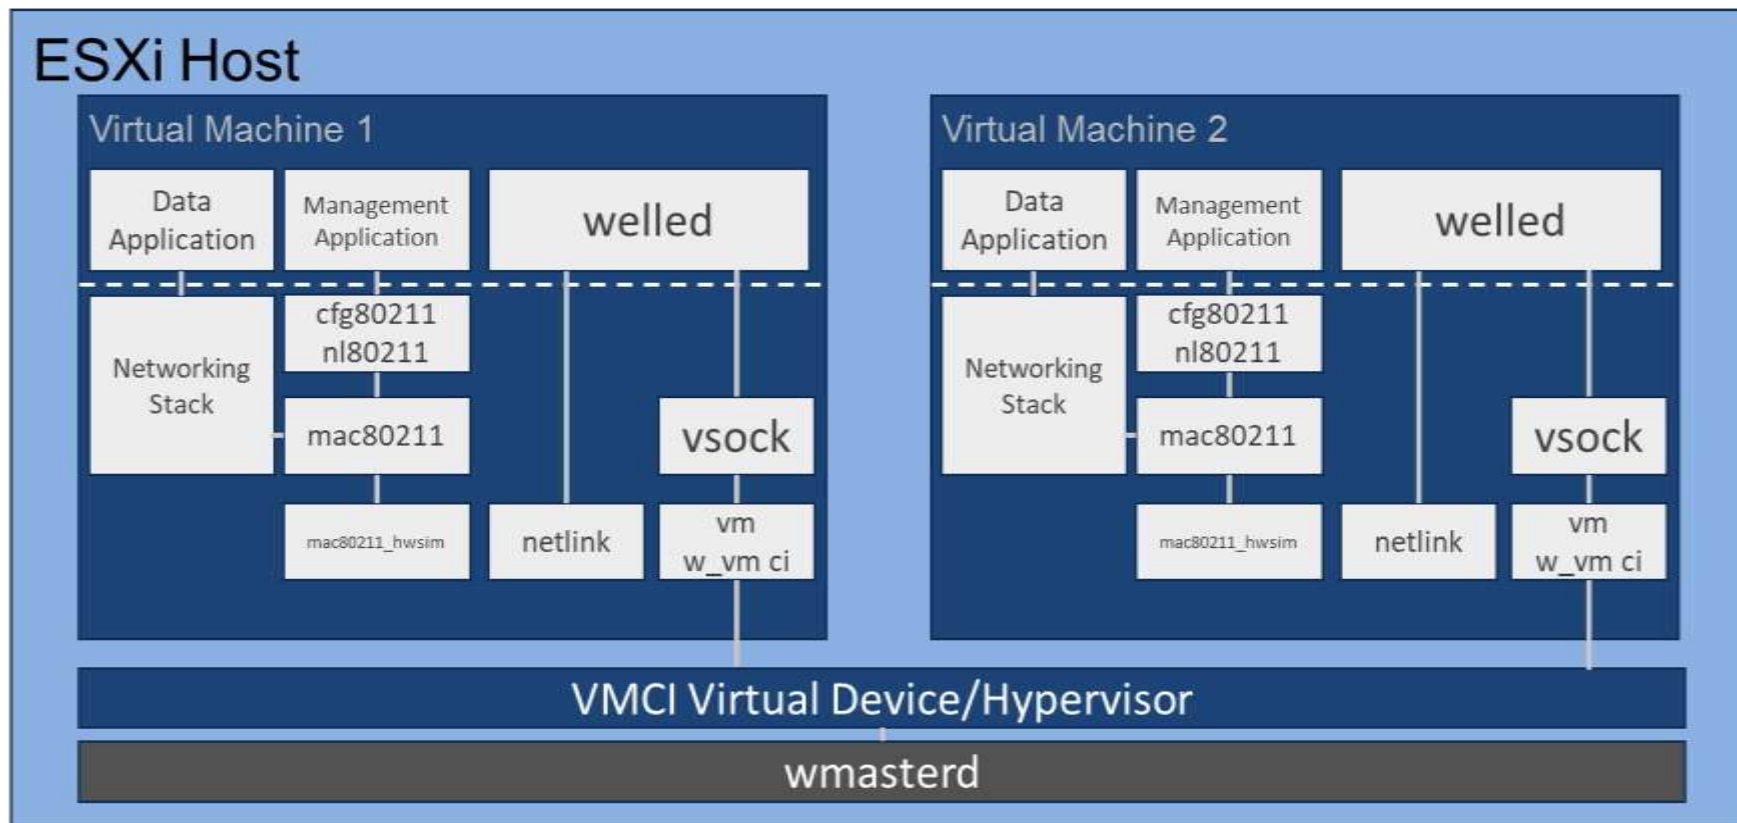 ESXi Host
Virtual Machine 1
Data
Application
Management
Application
welled
cfg80211
nl80211
Networking
Stack
mac80211
vsock
mac80211_hwsim
netlink
vm
w_vm ci
Virtual Machine 2
Data
Application
Management
Application
welled
cfg80211
nl80211
Networking
Stack
mac80211
vsock
mac80211_hwsim
netlink
vm
w_vm ci
VMCI Virtual Device/Hypervisor
wmasterd